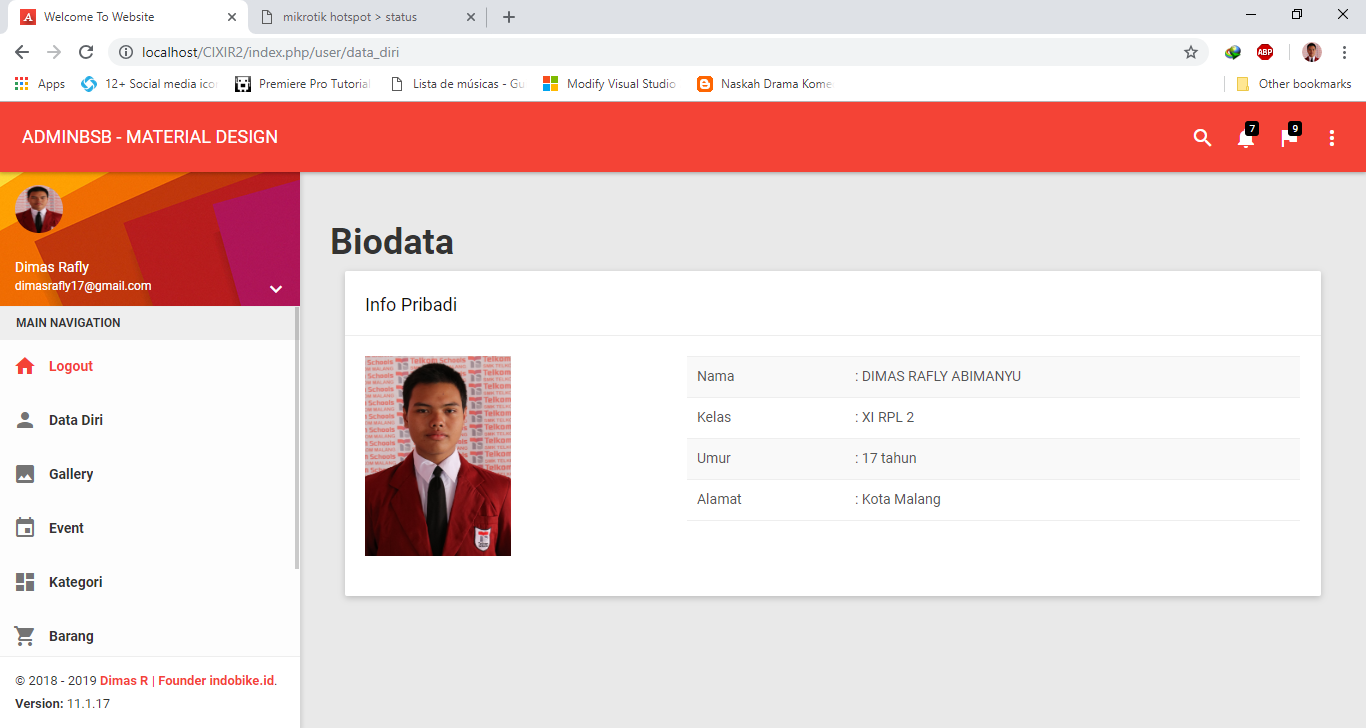 Welcome To Website
mikrotik hotspot > status
localhost/CIXIR2/index.php/user/data_diri
ABP
Apps
12+ Social media icon
Premiere Pro Tutorial
Lista de músicas - Gu
Modify Visual Studio
Naskah Drama Kome
Other bookmarks
ADMINBSB - MATERIAL DESIGN
7
9
Dimas Rafly
dimasrafly17@gmail.com
MAIN NAVIGATION
Logout
Data Diri
Gallery
Event
Kategori
Barang
© 2018 - 2019 Dimas R | Founder indobike.id.
Version: 11.1.17
Biodata
Info Pribadi
Telkom Schools
Nama : DIMAS RAFLY ABIMANYU
Kelas : XI RPL 2
Umur : 17 tahun
Alamat : Kota Malang